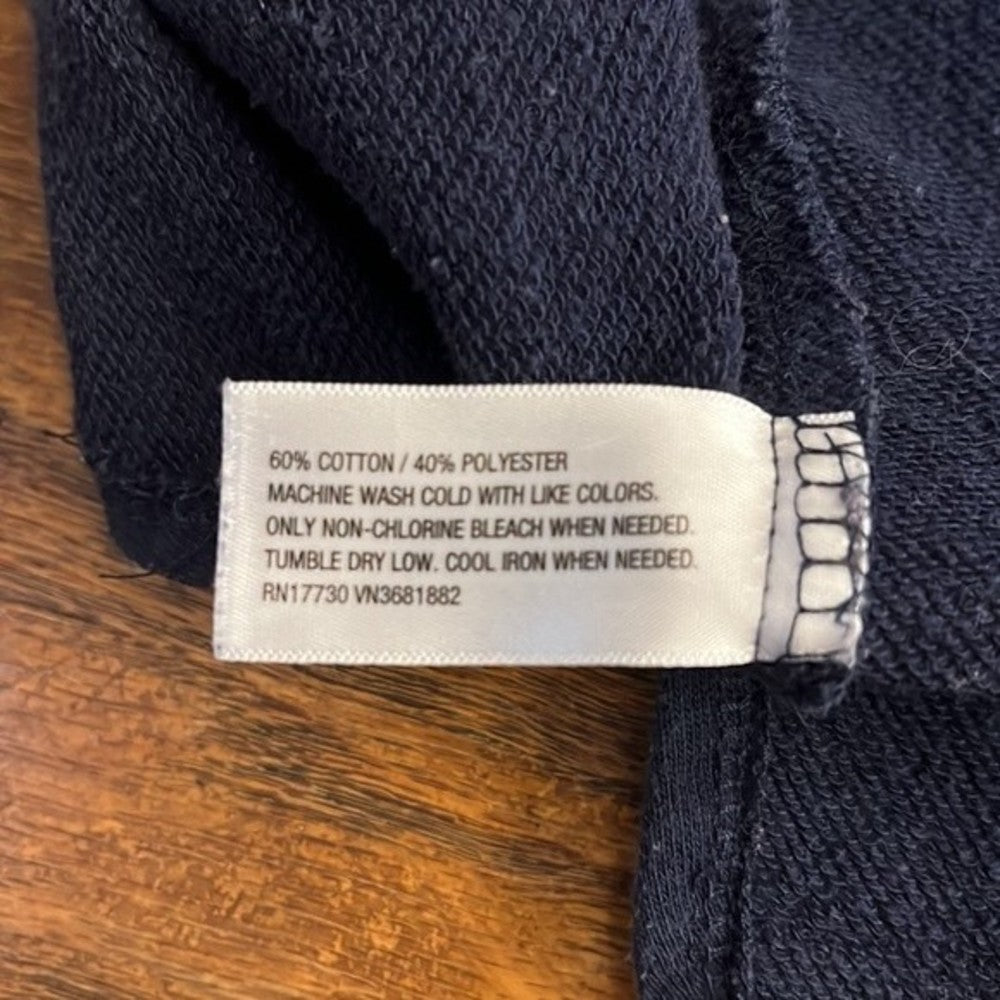 60% COTTON / 40% POLYESTER
MACHINE WASH COLD WITH LIKE COLORS.
ONLY NON-CHLORINE BLEACH WHEN NEEDED.
TUMBLE DRY LOW. COOL IRON WHEN NEEDED.
RN17730 VN3681882